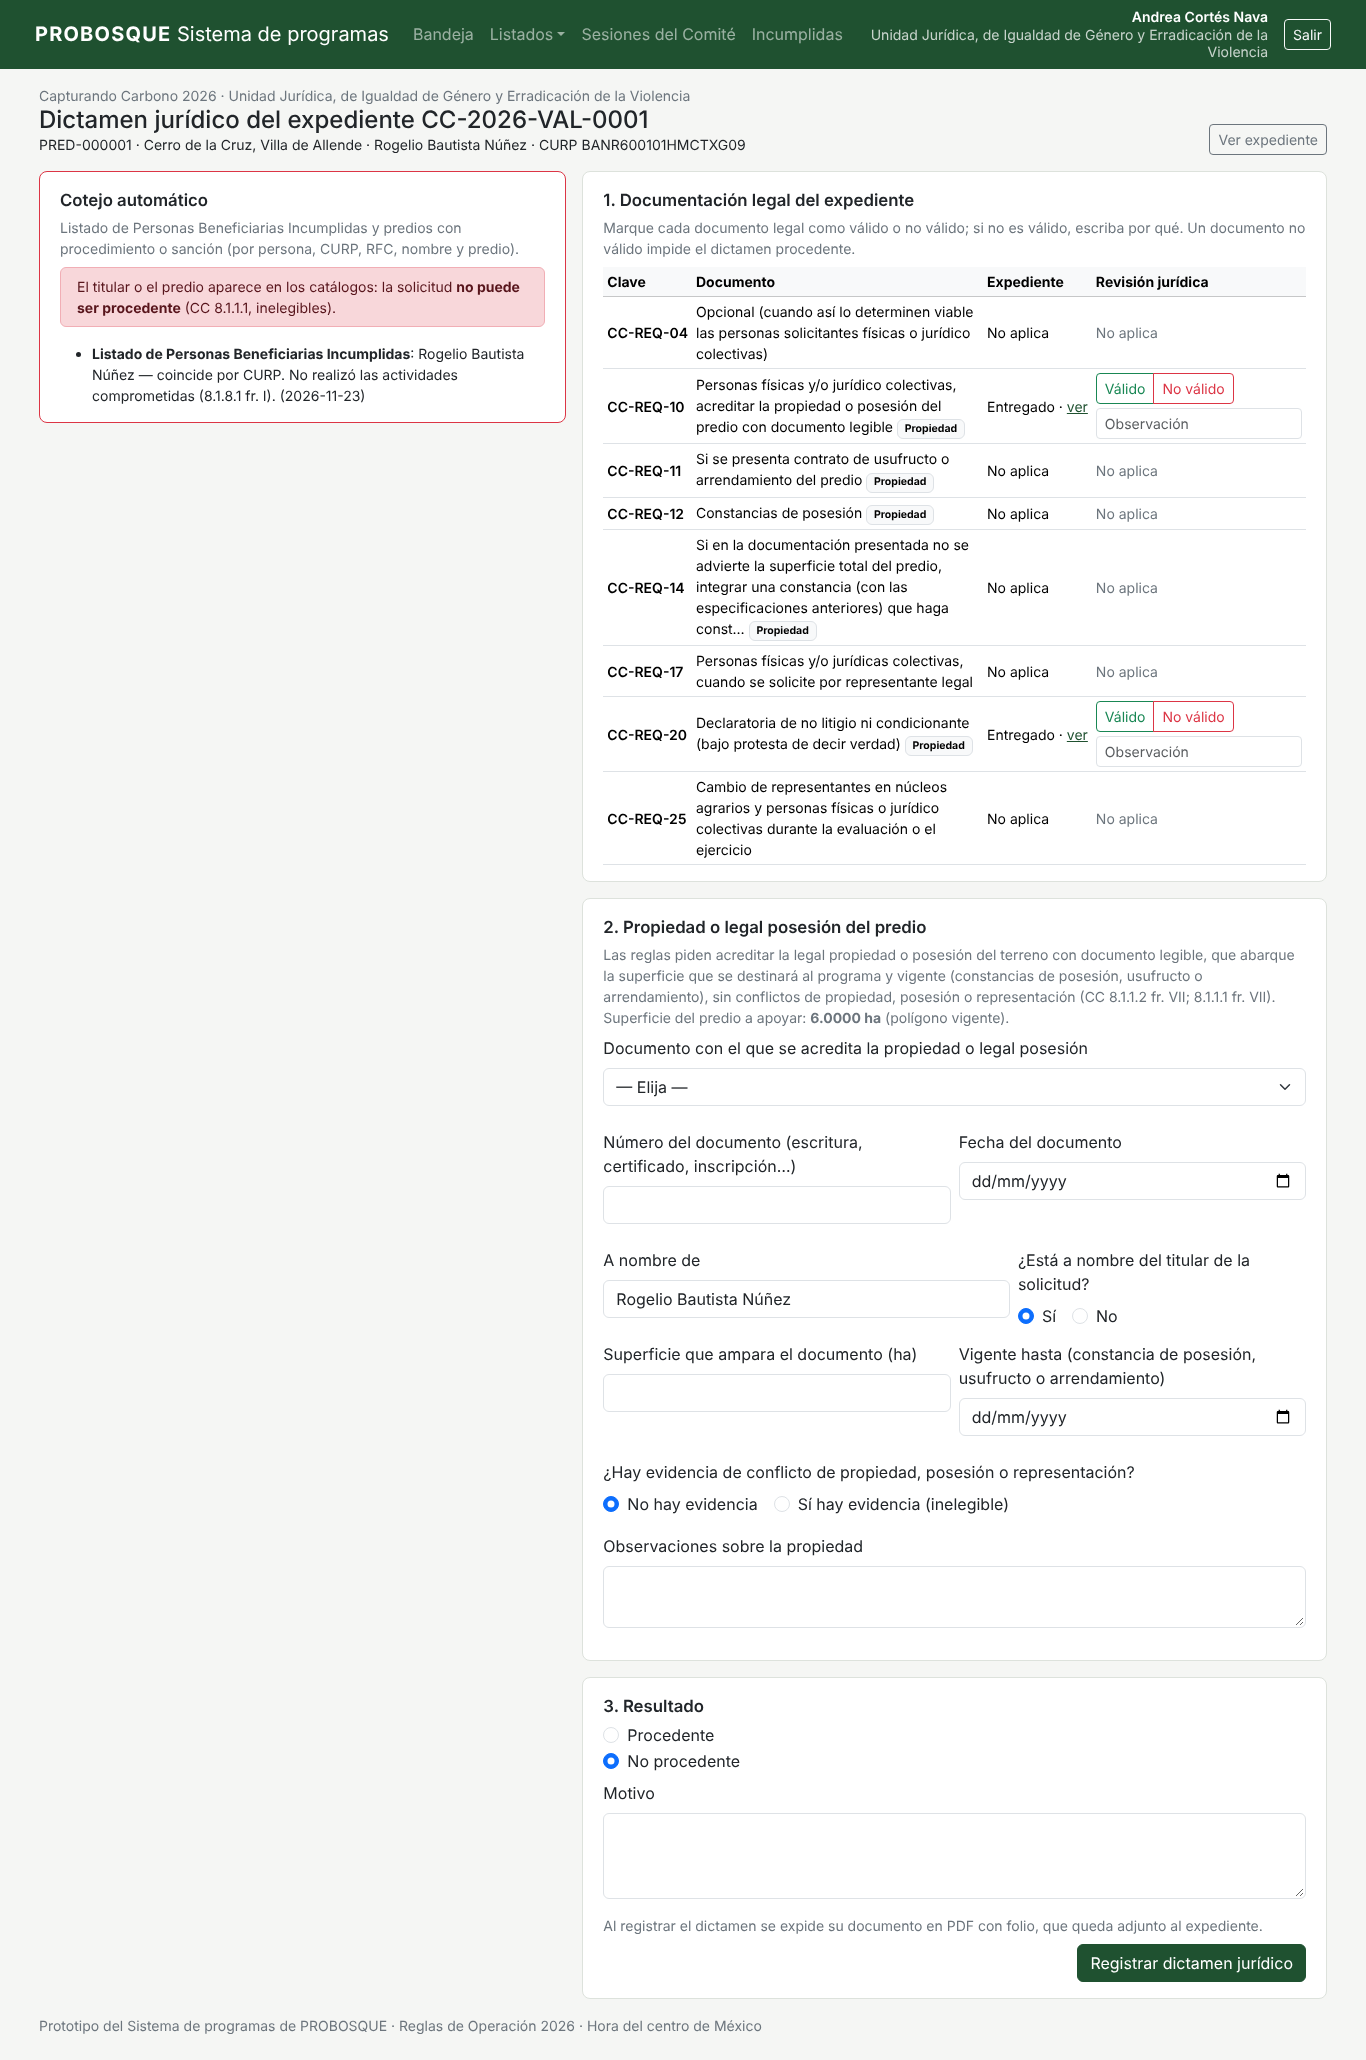 PROBOSQUE Sistema de programas
Bandeja
Listados
Sesiones del Comité
Incumplidas
Andrea Cortés Nava
Unidad Jurídica, de Igualdad de Género y Erradicación de la
Violencia
Salir
Capturando Carbono 2026 · Unidad Jurídica, de Igualdad de Género y Erradicación de la Violencia
Dictamen jurídico del expediente CC-2026-VAL-0001
PRED-000001 · Cerro de la Cruz, Villa de Allende · Rogelio Bautista Núñez · CURP BANR600101HMCTXG09
Ver expediente
Cotejo automático
Listado de Personas Beneficiarias Incumplidas y predios con
procedimiento o sanción (por persona, CURP, RFC, nombre y predio).
El titular o el predio aparece en los catálogos: la solicitud no puede
ser procedente (CC 8.1.1.1, inelegibles).
Listado de Personas Beneficiarias Incumplidas: Rogelio Bautista
Núñez — coincide por CURP. No realizó las actividades
comprometidas (8.1.8.1 fr. I). (2026-11-23)
1. Documentación legal del expediente
Marque cada documento legal como válido o no válido; si no es válido, escriba por qué. Un documento no
válido impide el dictamen procedente.
Clave Documento Expediente Revisión jurídica
CC-REQ-04
Opcional (cuando así lo determinen viable
las personas solicitantes físicas o jurídico
colectivas)
No aplica
No aplica
CC-REQ-10
Personas físicas y/o jurídico colectivas,
acreditar la propiedad o posesión del
predio con documento legible Propiedad
Entregado · ver
Válido
No válido
Observación
CC-REQ-11
Si se presenta contrato de usufructo o
arrendamiento del predio Propiedad
No aplica
No aplica
CC-REQ-12
Constancias de posesión Propiedad
No aplica
No aplica
CC-REQ-14
Si en la documentación presentada no se
advierte la superficie total del predio,
integrar una constancia (con las
especificaciones anteriores) que haga
const... Propiedad
No aplica
No aplica
CC-REQ-17
Personas físicas y/o jurídicas colectivas,
cuando se solicite por representante legal
No aplica
No aplica
CC-REQ-20
Declaratoria de no litigio ni condicionante
(bajo protesta de decir verdad) Propiedad
Entregado · ver
Válido
No válido
Observación
CC-REQ-25
Cambio de representantes en núcleos
agrarios y personas físicas o jurídico
colectivas durante la evaluación o el
ejercicio
No aplica
No aplica
2. Propiedad o legal posesión del predio
Las reglas piden acreditar la legal propiedad o posesión del terreno con documento legible, que abarque
la superficie que se destinará al programa y vigente (constancias de posesión, usufructo o
arrendamiento), sin conflictos de propiedad, posesión o representación (CC 8.1.1.2 fr. VII; 8.1.1.1 fr. VII).
Superficie del predio a apoyar: 6.0000 ha (polígono vigente).
Documento con el que se acredita la propiedad o legal posesión
— Elija —
Número del documento (escritura,
certificado, inscripción...)
Fecha del documento
dd/mm/yyyy
A nombre de
Rogelio Bautista Núñez
¿Está a nombre del titular de la
solicitud?
Sí
No
Superficie que ampara el documento (ha)
Vigente hasta (constancia de posesión,
usufructo o arrendamiento)
dd/mm/yyyy
¿Hay evidencia de conflicto de propiedad, posesión o representación?
No hay evidencia
Sí hay evidencia (inelegible)
Observaciones sobre la propiedad
3. Resultado
Procedente
No procedente
Motivo
Al registrar el dictamen se expide su documento en PDF con folio, que queda adjunto al expediente.
Registrar dictamen jurídico
Prototipo del Sistema de programas de PROBOSQUE · Reglas de Operación 2026 · Hora del centro de México